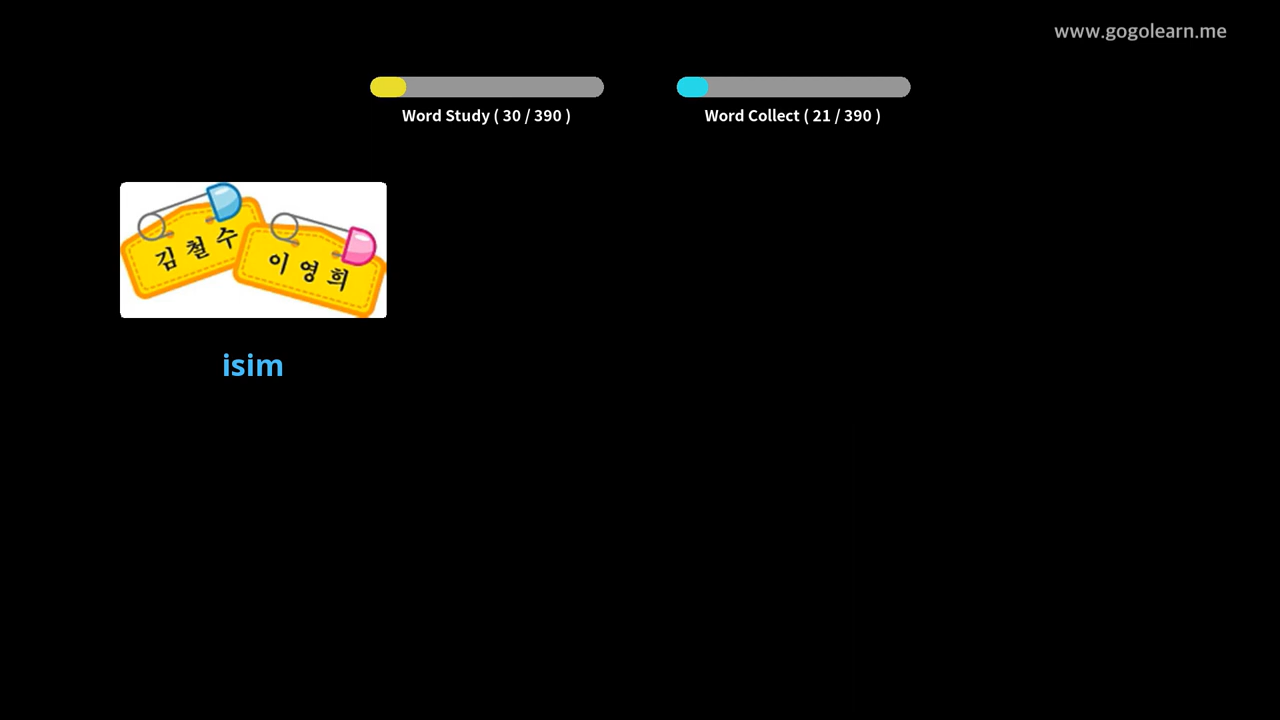 www.gogolearn.me
Word Study ( 30 / 390 )
Word Collect ( 21 / 390 )
김철수
이영희
isim